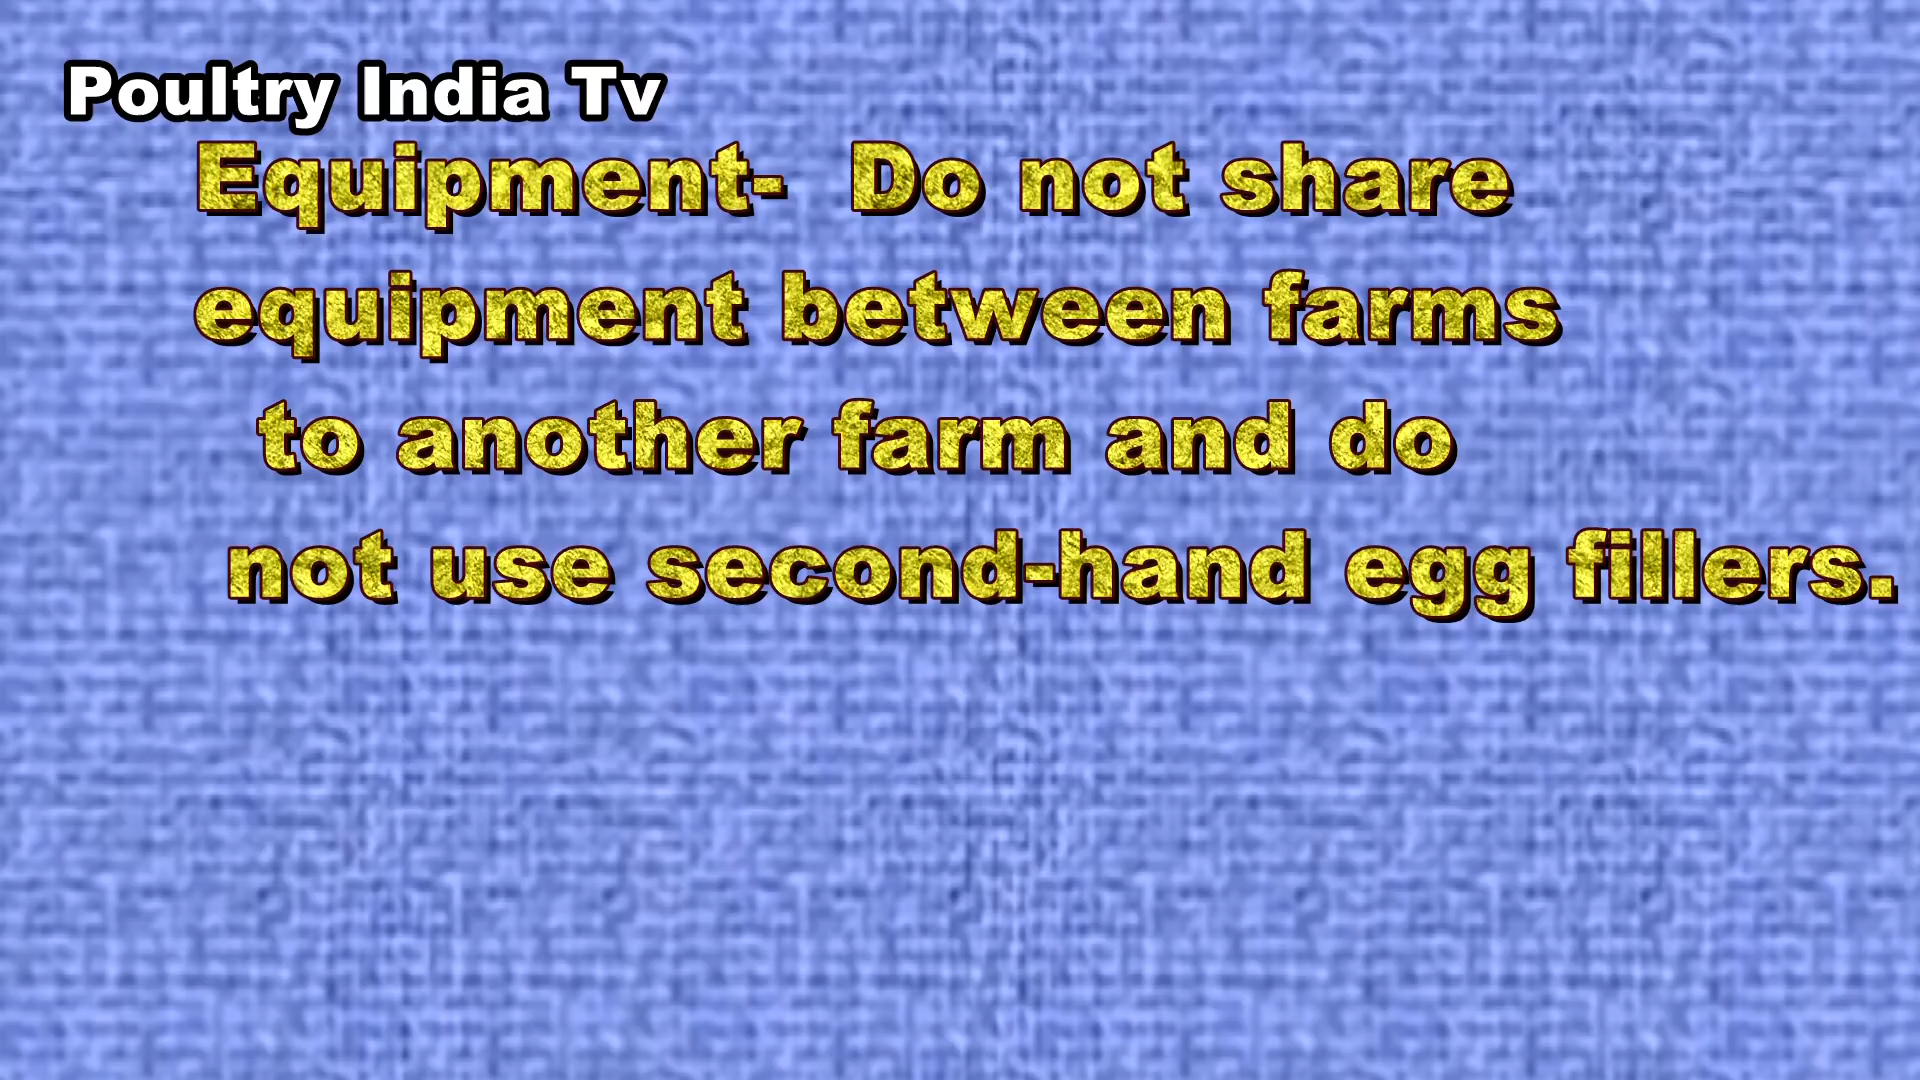 Poultry India Tv
Equipment-  Do not share
equipment between farms
to another farm and do
not use second-hand egg fillers.